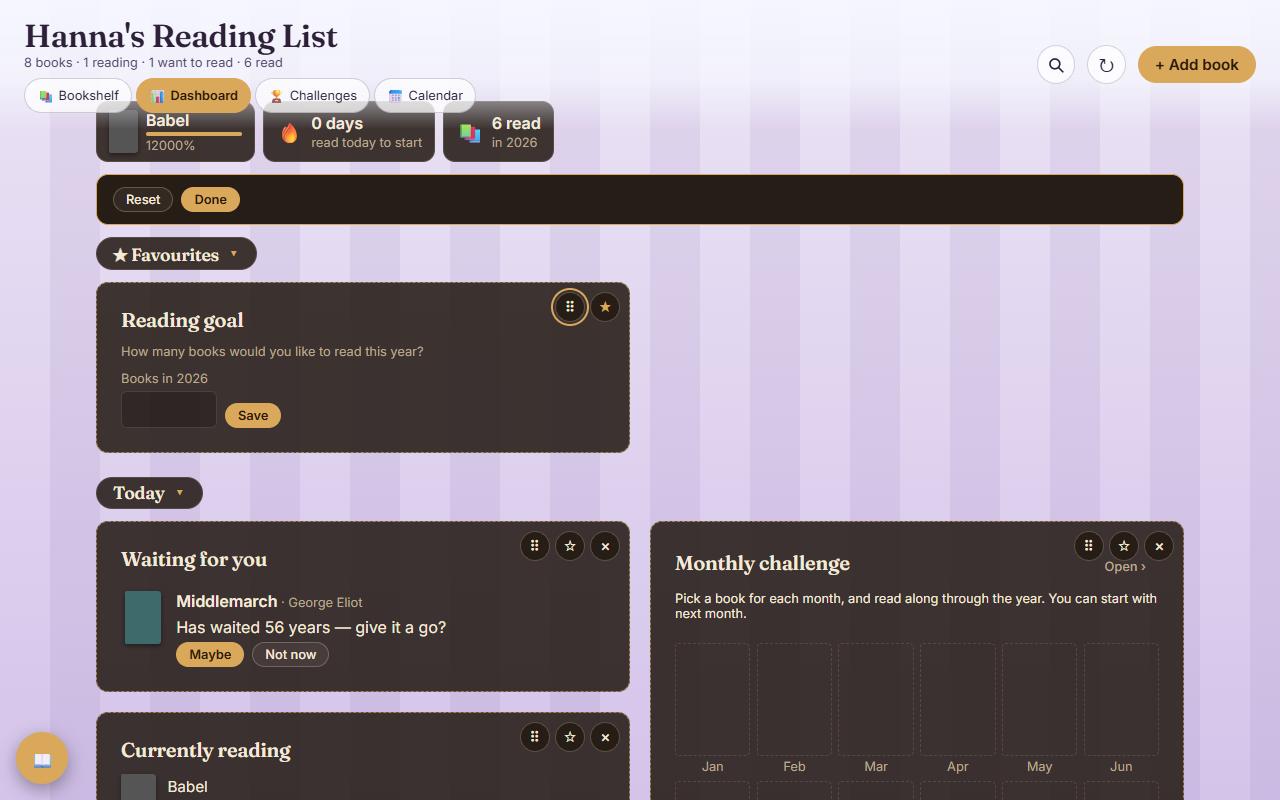 Hanna's Reading List
8 books · 1 reading · 1 want to read · 6 read
Bookshelf
Dashboard
Challenges
Calendar
+ Add book
Babel
12000%
0 days
read today to start
6 read
in 2026
Reset
Done
★ Favourites
Reading goal
How many books would you like to read this year?
Books in 2026
Save
Today
Waiting for you
Middlemarch · George Eliot
Has waited 56 years — give it a go?
Maybe
Not now
Monthly challenge
Open ›
Pick a book for each month, and read along through the year. You can start with
next month.
Jan Feb Mar Apr May Jun
Currently reading
Babel